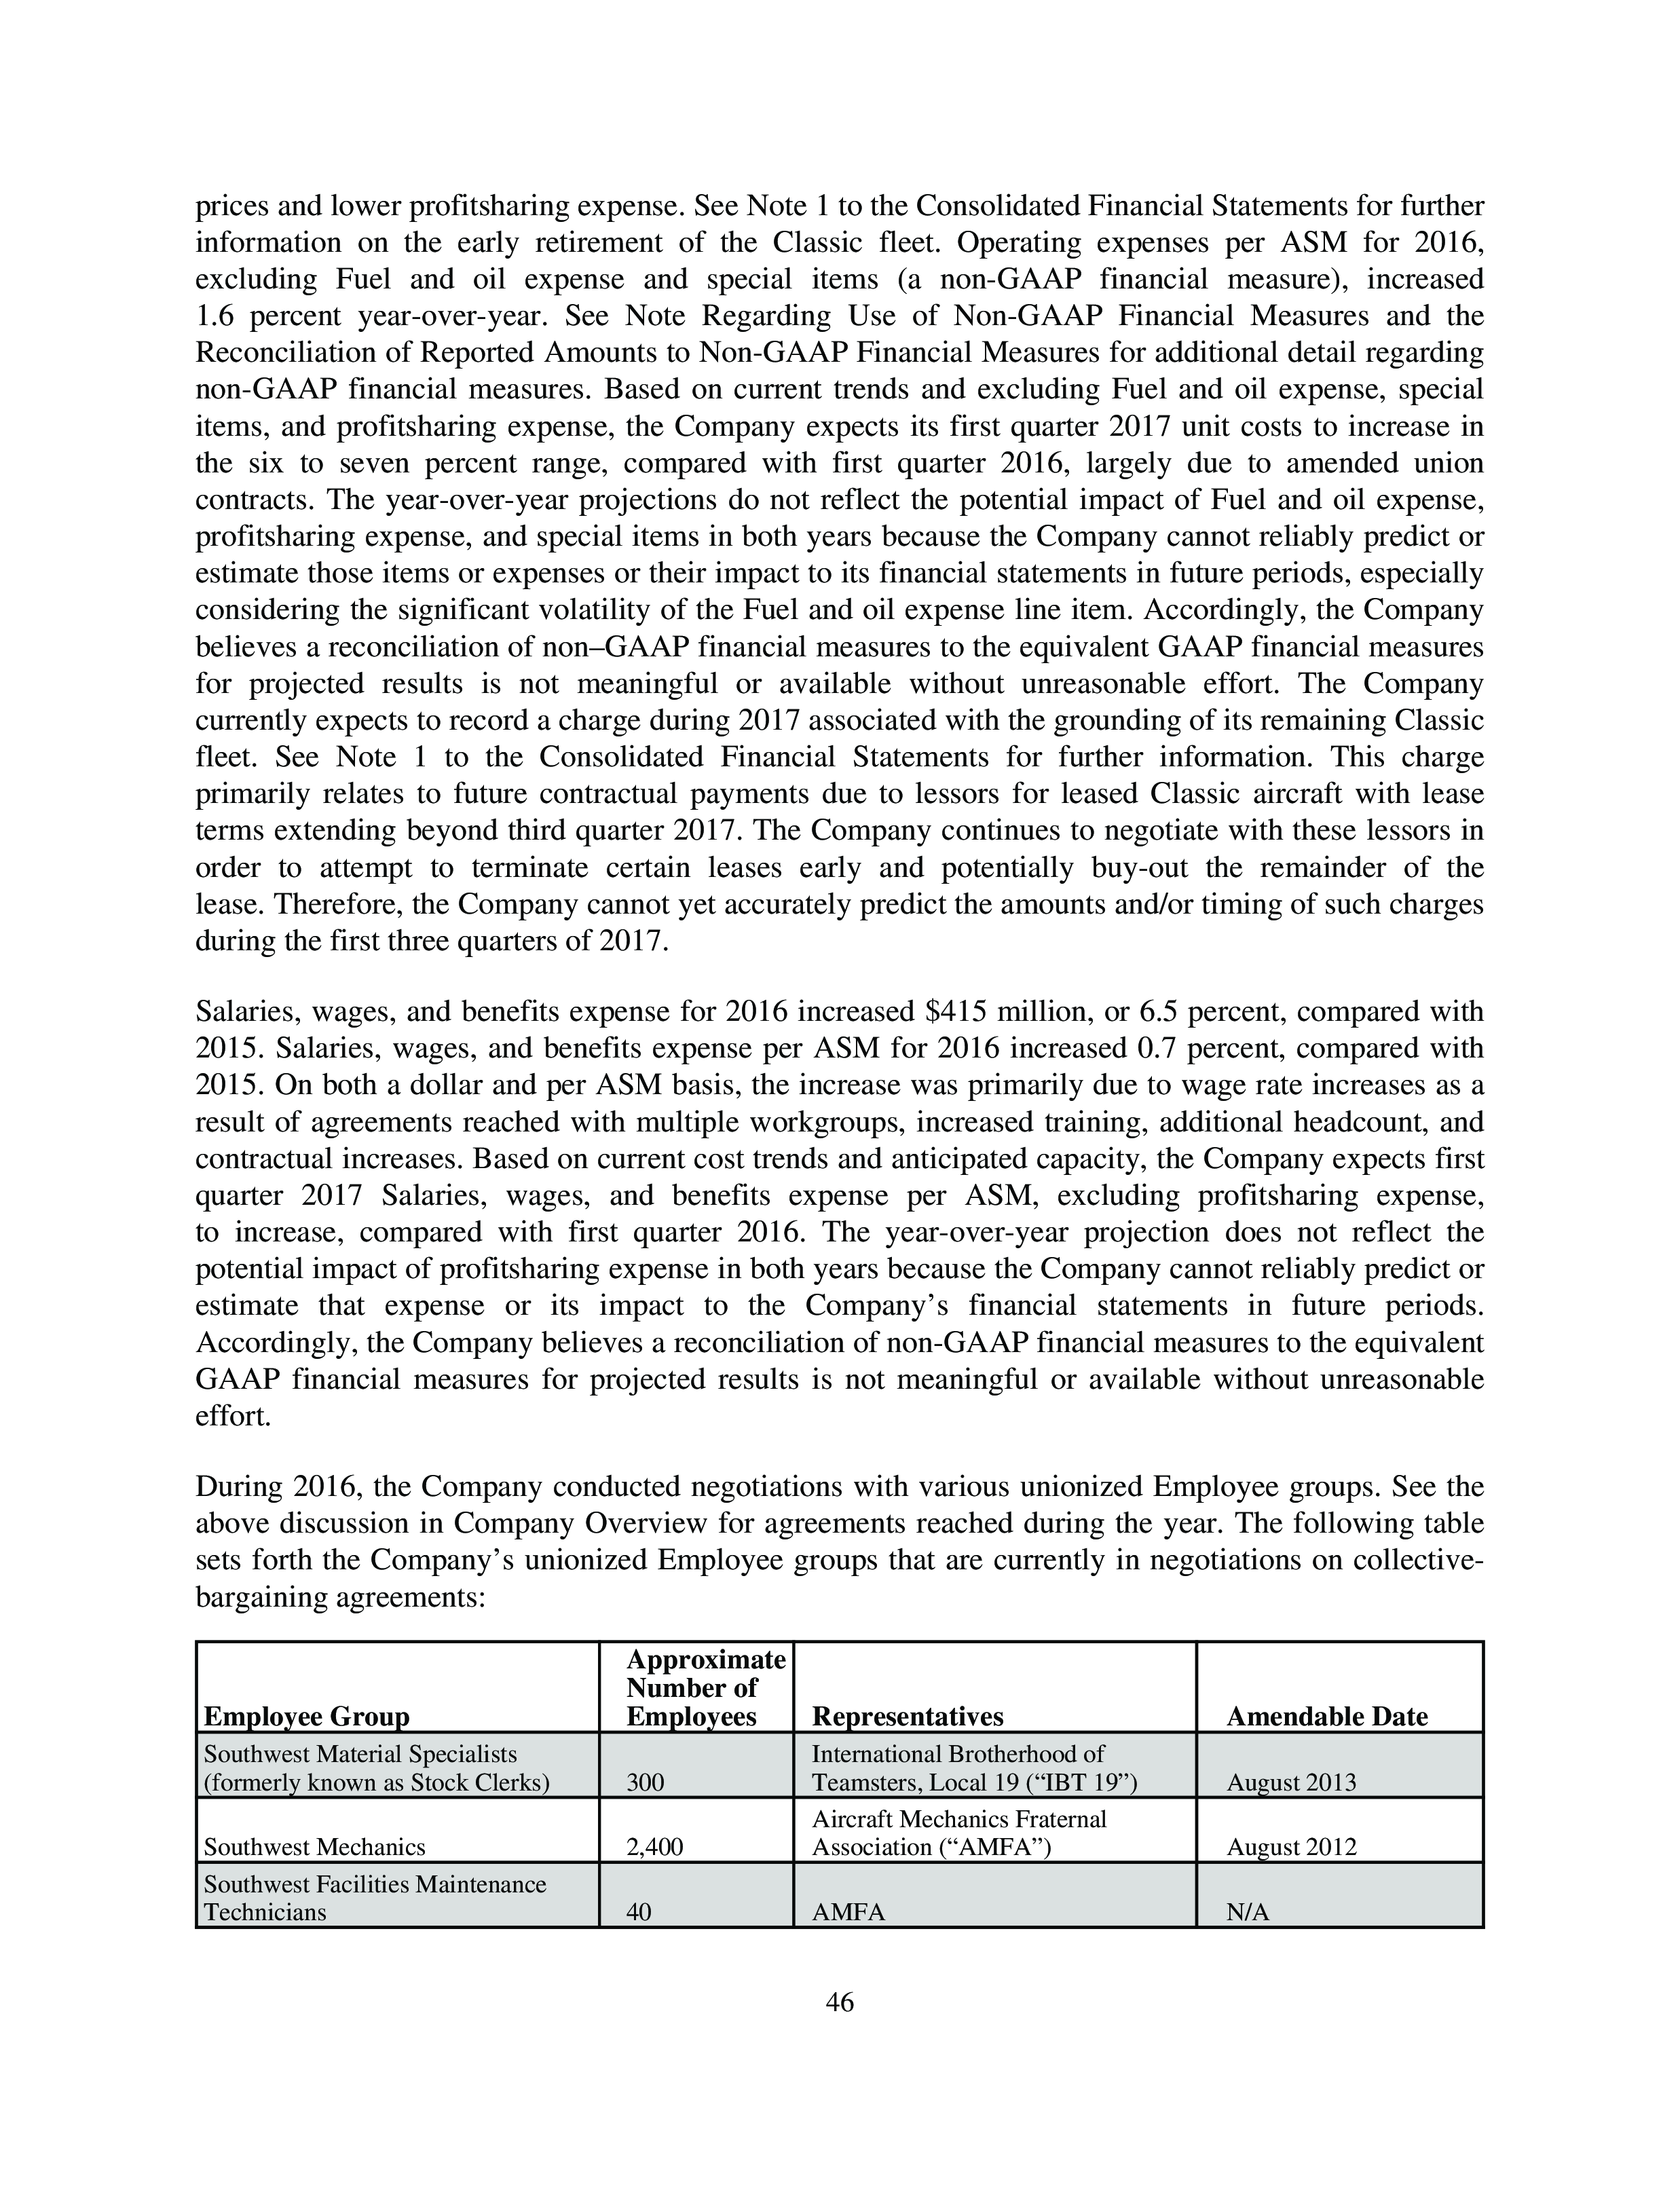 prices and lower profitsharing expense. See Note 1 to the Consolidated Financial Statements for further
information on the early retirement of the Classic fleet. Operating expenses per ASM for 2016,
excluding Fuel and oil expense and special items (a non-GAAP financial measure), increased
1.6 percent year-over-year. See Note Regarding Use of Non-GAAP Financial Measures and the
Reconciliation of Reported Amounts to Non-GAAP Financial Measures for additional detail regarding
non-GAAP financial measures. Based on current trends and excluding Fuel and oil expense, special
items, and profitsharing expense, the Company expects its first quarter 2017 unit costs to increase in
the six to seven percent range, compared with first quarter 2016, largely due to amended union
contracts. The year-over-year projections do not reflect the potential impact of Fuel and oil expense,
profitsharing expense, and special items in both years because the Company cannot reliably predict or
estimate those items or expenses or their impact to its financial statements in future periods, especially
considering the significant volatility of the Fuel and oil expense line item. Accordingly, the Company
believes a reconciliation of non–GAAP financial measures to the equivalent GAAP financial measures
for projected results is not meaningful or available without unreasonable effort. The Company
currently expects to record a charge during 2017 associated with the grounding of its remaining Classic
fleet. See Note 1 to the Consolidated Financial Statements for further information. This charge
primarily relates to future contractual payments due to lessors for leased Classic aircraft with lease
terms extending beyond third quarter 2017. The Company continues to negotiate with these lessors in
order to attempt to terminate certain leases early and potentially buy-out the remainder of the
lease. Therefore, the Company cannot yet accurately predict the amounts and/or timing of such charges
during the first three quarters of 2017.
Salaries, wages, and benefits expense for 2016 increased $415 million, or 6.5 percent, compared with
2015. Salaries, wages, and benefits expense per ASM for 2016 increased 0.7 percent, compared with
2015. On both a dollar and per ASM basis, the increase was primarily due to wage rate increases as a
result of agreements reached with multiple workgroups, increased training, additional headcount, and
contractual increases. Based on current cost trends and anticipated capacity, the Company expects first
quarter 2017 Salaries, wages, and benefits expense per ASM, excluding profitsharing expense,
to increase, compared with first quarter 2016. The year-over-year projection does not reflect the
potential impact of profitsharing expense in both years because the Company cannot reliably predict or
estimate that expense or its impact to the Company’s financial statements in future periods.
Accordingly, the Company believes a reconciliation of non-GAAP financial measures to the equivalent
GAAP financial measures for projected results is not meaningful or available without unreasonable
effort.
During 2016, the Company conducted negotiations with various unionized Employee groups. See the
above discussion in Company Overview for agreements reached during the year. The following table
sets forth the Company’s unionized Employee groups that are currently in negotiations on collective-
bargaining agreements:
Approximate
Number of
Employee Group Employees Representatives Amendable Date
Southwest Material Specialists International Brotherhood of
(formerly known as Stock Clerks) 300 Teamsters, Local 19 (“IBT 19”) August 2013
Aircraft Mechanics Fraternal
Southwest Mechanics 2,400 Association (“AMFA”) August 2012
Southwest Facilities Maintenance
Technicians 40 AMFA N/A
46